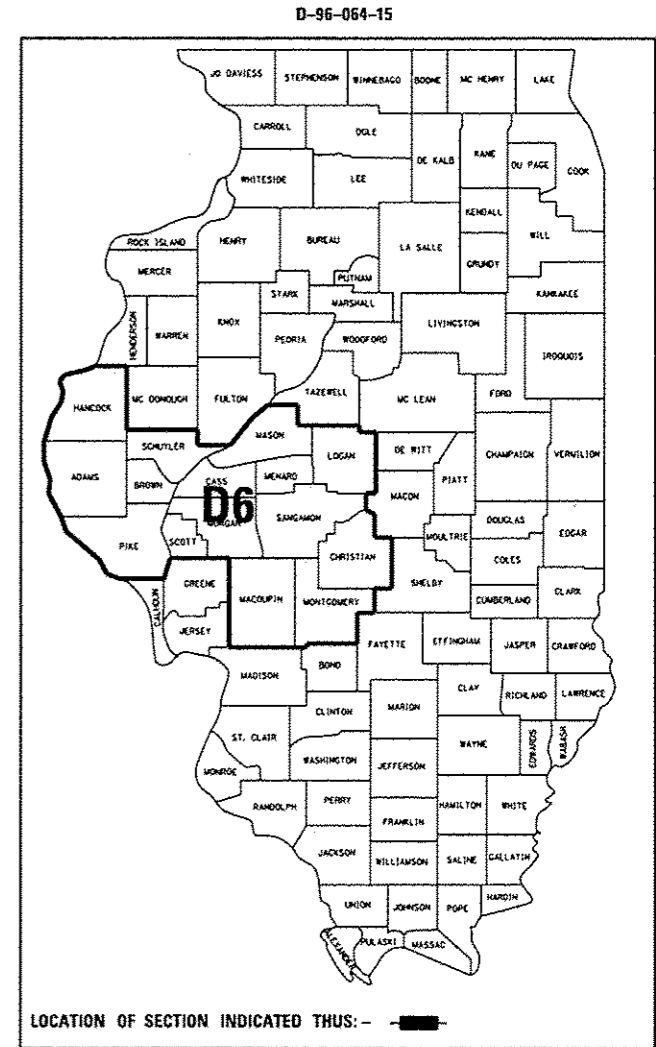 D-96-064-15
JO DAVIESS STEPHENSON WINNEBAGO BOONE MC HENRY LAKE
CARROLL OGLE
DE KALB KANE
DU PAGE COOK
WHITESIDE LEE
KENDALL
WILL
ROCK ISLAND HENRY BUREAU LA SALLE
GRUNDY
MERCER
PUTNAM
KANKAKEE
STARK
MARSHALL
LIVINGSTON
HENDERSON WARREN KNOX
PEORIA WOODFORD
IROQUOIS
HANCOCK MC DONOUGH FULTON TAZEWELL MC LEAN FORD
MASON
SCHUYLER LOGAN DE WITT CHAMPAIGN VERMILION
ADAMS BROWN CASS MENARD PIATT
D6 MACON
MORGAN SANGAMON DOUGLAS
PIKE SCOTT MOULTRIE EDGAR
CHRISTIAN COLES
GREENE SHELBY
CALHOUN MACOUPIN MONTGOMERY CUMBERLAND CLARK
JERSEY
FAYETTE EFFINGHAM JASPER CRAWFORD
BOND
MADISON CLAY RICHLAND LAWRENCE
CLINTON MARION
ST. CLAIR WAYNE EDWARDS WABASH
WASHINGTON JEFFERSON
MONROE
RANDOLPH PERRY HAMILTON WHITE
FRANKLIN
JACKSON WILLIAMSON SALINE GALLATIN
HARDIN
UNION JOHNSON POPE
ALEXANDER PULASKI MASSAC
LOCATION OF SECTION INDICATED THUS: -